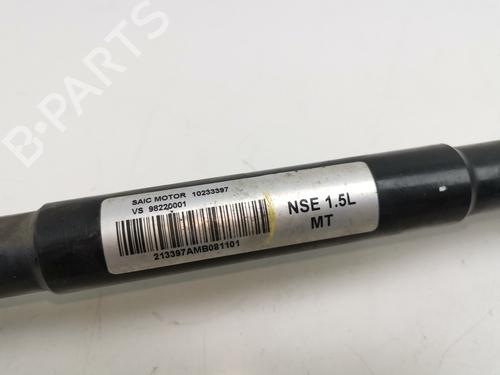 B-PARTS
SAIC MOTOR 10233397
VS 98220001
213397AMB081101
NSE 1.5L
MT